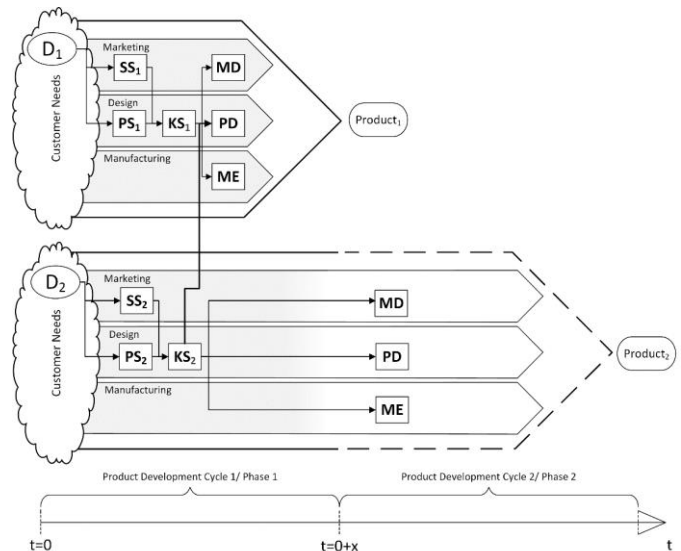 D₁
Customer Needs
Marketing
SS₁
MD
Design
PS₁
KS₁
PD
Manufacturing
ME
Product₁
D₂
Customer Needs
Marketing
SS₂
MD
Design
PS₂
KS₂
PD
Manufacturing
ME
Product₂
Product Development Cycle 1/ Phase 1
Product Development Cycle 2/ Phase 2
t=0
t=0+x
t